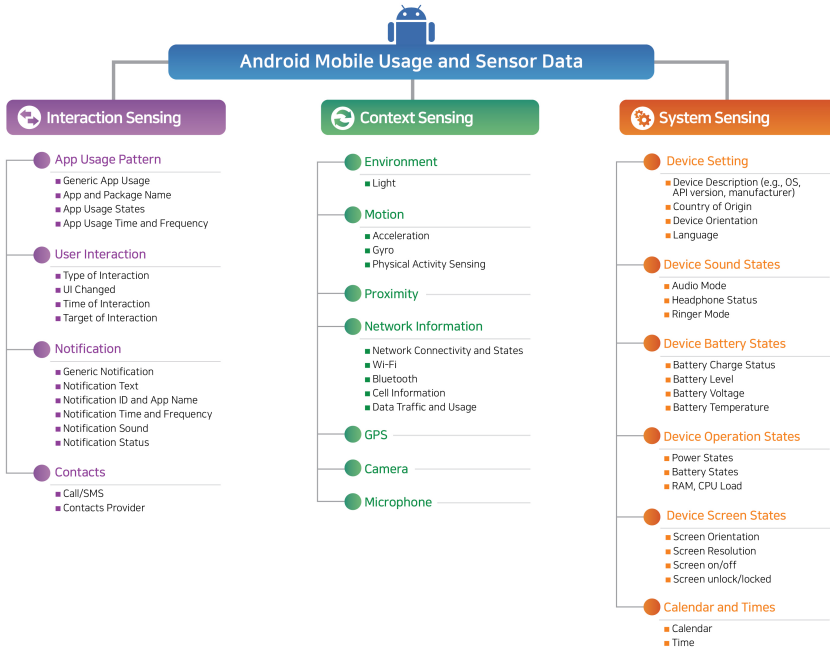 Android Mobile Usage and Sensor Data
Interaction Sensing
App Usage Pattern
Generic App Usage
App and Package Name
App Usage States
App Usage Time and Frequency
User Interaction
Type of Interaction
UI Changed
Time of Interaction
Target of Interaction
Notification
Generic Notification
Notification Text
Notification ID and App Name
Notification Time and Frequency
Notification Sound
Notification Status
Contacts
Call/SMS
Contacts Provider
Context Sensing
Environment
Light
Motion
Acceleration
Gyro
Physical Activity Sensing
Proximity
Network Information
Network Connectivity and States
Wi-Fi
Bluetooth
Cell Information
Data Traffic and Usage
GPS
Camera
Microphone
System Sensing
Device Setting
Device Description (e.g., OS,
API version, manufacturer)
Country of Origin
Device Orientation
Language
Device Sound States
Audio Mode
Headphone Status
Ringer Mode
Device Battery States
Battery Charge Status
Battery Level
Battery Voltage
Battery Temperature
Device Operation States
Power States
Battery States
RAM, CPU Load
Device Screen States
Screen Orientation
Screen Resolution
Screen on/off
Screen unlock/locked
Calendar and Times
Calendar
Time